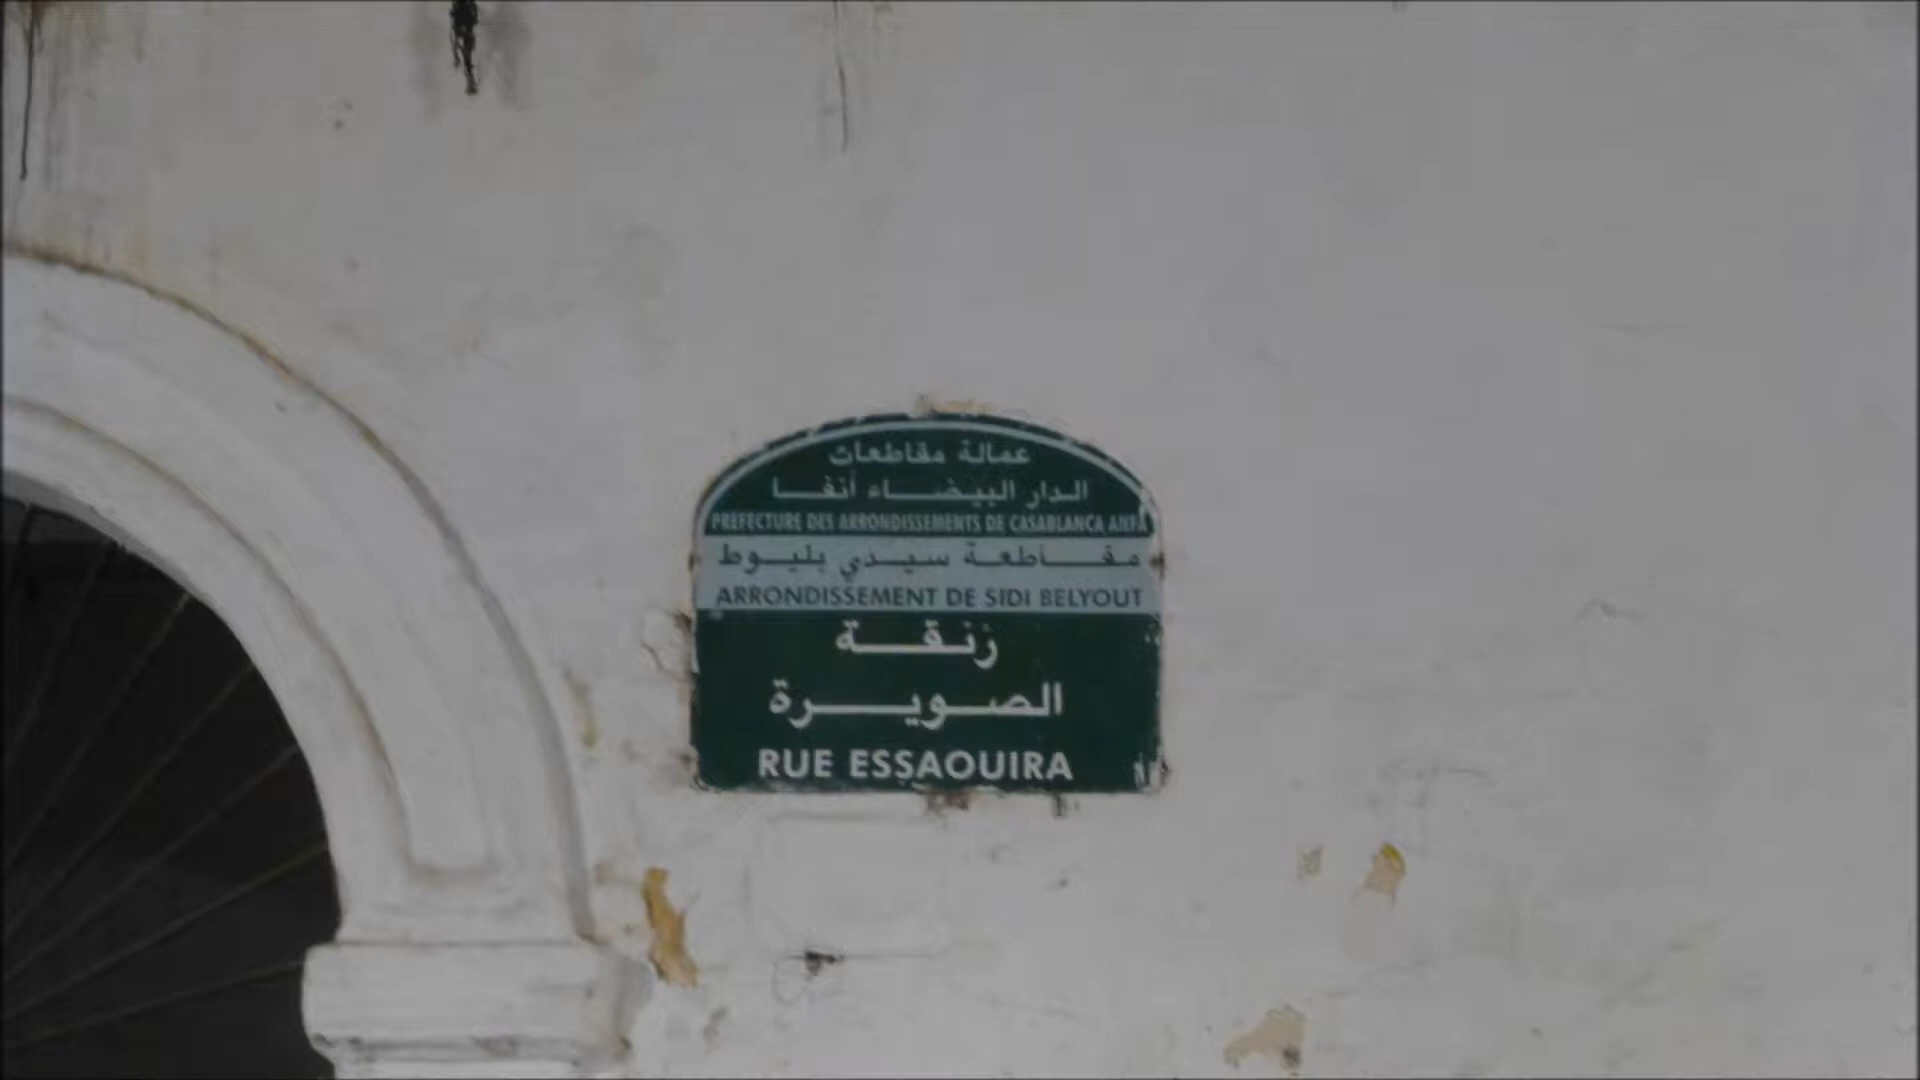 عمالة مقاطعات
الدار البيضاء أنفا
PREFECTURE DES ARRONDISSEMENTS DE CASABLANCA ANFA
مقاطعة سيدي بليوط
ARRONDISSEMENT DE SIDI BELYOUT
زنقة
الصويرة
RUE ESSAOUIRA